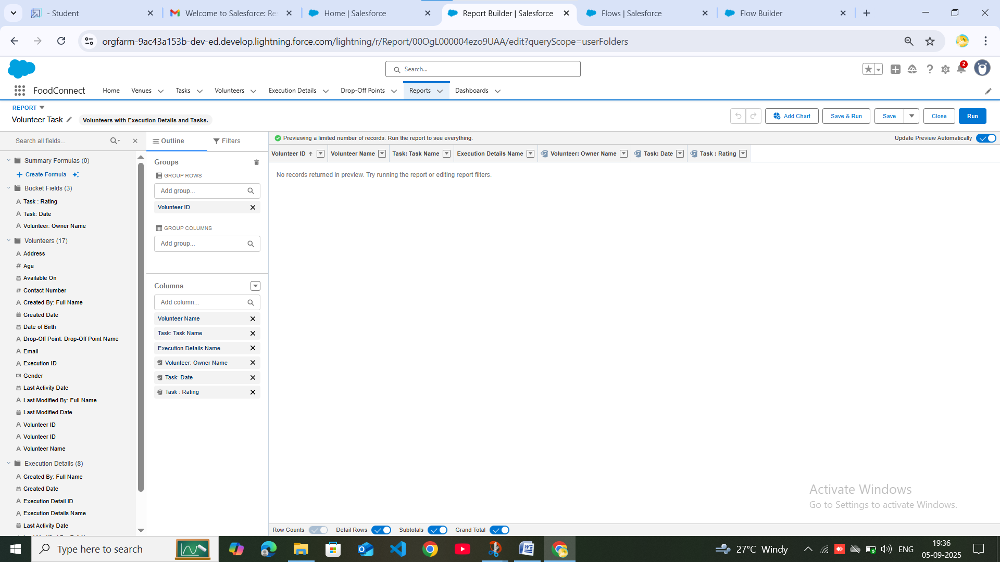 - Student
Welcome to Salesforce: Res
Home | Salesforce
Report Builder | Salesforce
Flows | Salesforce
Flow Builder
orgfarm-9ac43a153b-dev-ed.develop.lightning.force.com/lightning/r/Report/00OgL000004ezo9UAA/edit?queryScope=userFolders
Search...
2
FoodConnect
Home
Venues
Tasks
Volunteers
Execution Details
Drop-Off Points
Reports
Dashboards
REPORT
Volunteer Task
Volunteers with Execution Details and Tasks.
Add Chart
Save & Run
Save
Close
Run
Search all fields...
Outline
Filters
Previewing a limited number of records. Run the report to see everything.
Update Preview Automatically
Summary Formulas (0)
Create Formula
Bucket Fields (3)
Task : Rating
Task: Date
Volunteer: Owner Name
Volunteers (17)
Address
Age
Available On
Contact Number
Created By: Full Name
Created Date
Date of Birth
Drop-Off Point: Drop-Off Point Name
Email
Execution ID
Gender
Last Activity Date
Last Modified By: Full Name
Last Modified Date
Volunteer ID
Volunteer ID
Volunteer Name
Execution Details (8)
Created By: Full Name
Created Date
Execution Detail ID
Execution Details Name
Last Activity Date
Groups
GROUP ROWS
Add group...
Volunteer ID
GROUP COLUMNS
Add group...
Columns
Add column...
Volunteer Name
Task: Task Name
Execution Details Name
Volunteer: Owner Name
Task: Date
Task : Rating
Volunteer ID
Volunteer Name
Task: Task Name
Execution Details Name
Volunteer: Owner Name
Task: Date
Task : Rating
No records returned in preview. Try running the report or editing report filters.
Activate Windows
Go to Settings to activate Windows.
Row Counts
Detail Rows
Subtotals
Grand Total
Type here to search
27°C Windy
ENG
19:36
05-09-2025